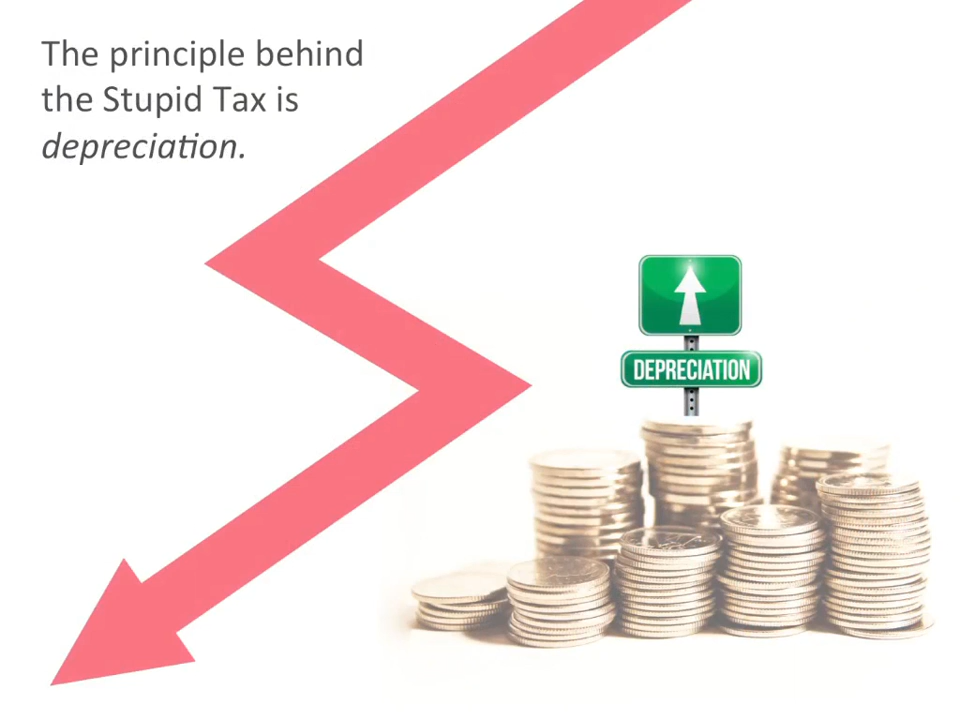 The principle behind
the Stupid Tax is
depreciation.
DEPRECIATION